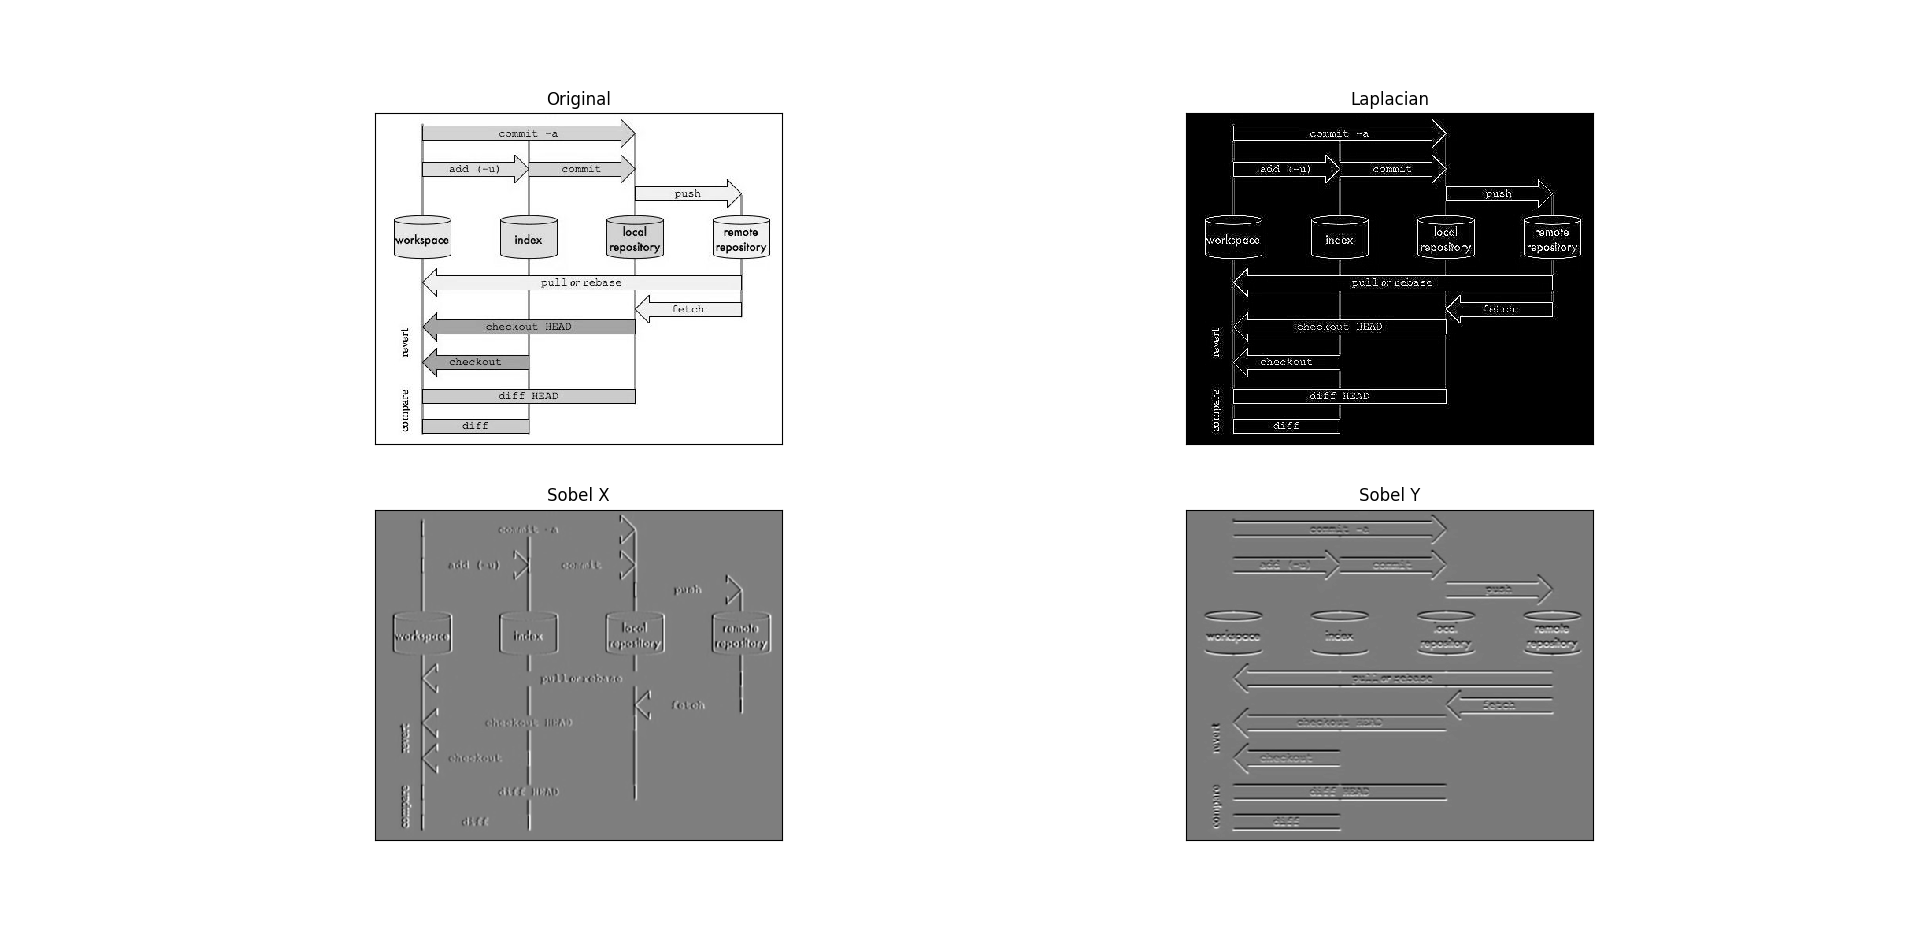 Original
commit -a
add (-u)
commit
push
workspace
index
local
repository
remote
repository
pull or rebase
fetch
checkout HEAD
revert
checkout
diff HEAD
compare
diff
Laplacian
commit -a
add (-u)
commit
push
workspace
index
local
repository
remote
repository
pull or rebase
fetch
checkout HEAD
revert
checkout
diff HEAD
compare
diff
Sobel X
commit -a
add (-u)
commit
push
workspace
index
local
repository
remote
repository
pull or rebase
fetch
checkout HEAD
revert
checkout
diff HEAD
compare
diff
Sobel Y
commit -a
add (-u)
commit
push
workspace
index
local
repository
remote
repository
pull or rebase
fetch
checkout HEAD
revert
checkout
diff HEAD
compare
diff